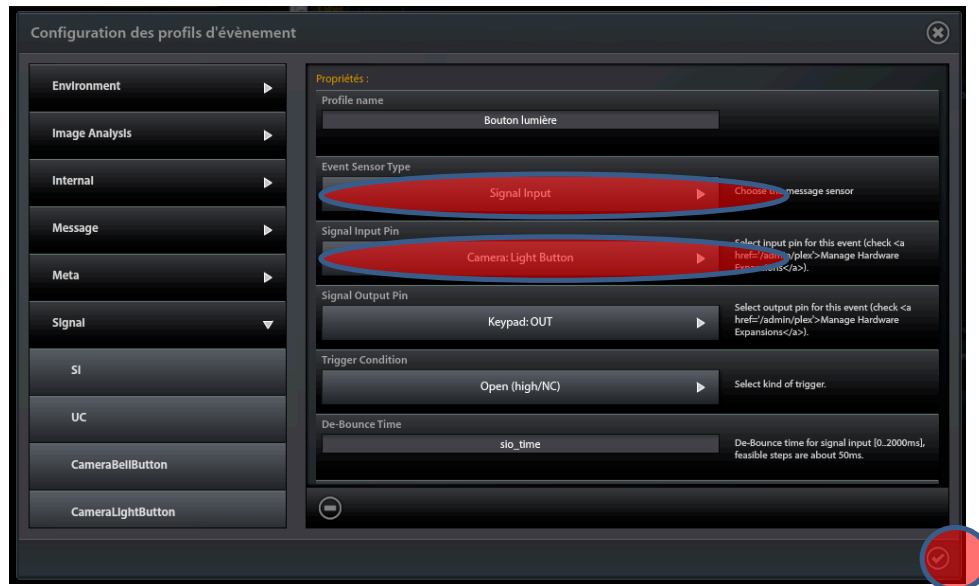 Configuration des profils d'évènement
Environment
Image Analysis
Internal
Message
Meta
Signal
SI
UC
CameraBellButton
CameraLightButton
Propriétés :
Profile name
Bouton lumière
Event Sensor Type
Signal Input
Choose the message sensor
Signal Input Pin
Camera: Light Button
Select input pin for this event (check <a
href='/admin/plex'>Manage Hardware
Expansions</a>).
Signal Output Pin
Keypad: OUT
Select output pin for this event (check <a
href='/admin/plex'>Manage Hardware
Expansions</a>).
Trigger Condition
Open (high/NC)
Select kind of trigger.
De-Bounce Time
sio_time
De-Bounce time for signal input [0..2000ms],
feasible steps are about 50ms.